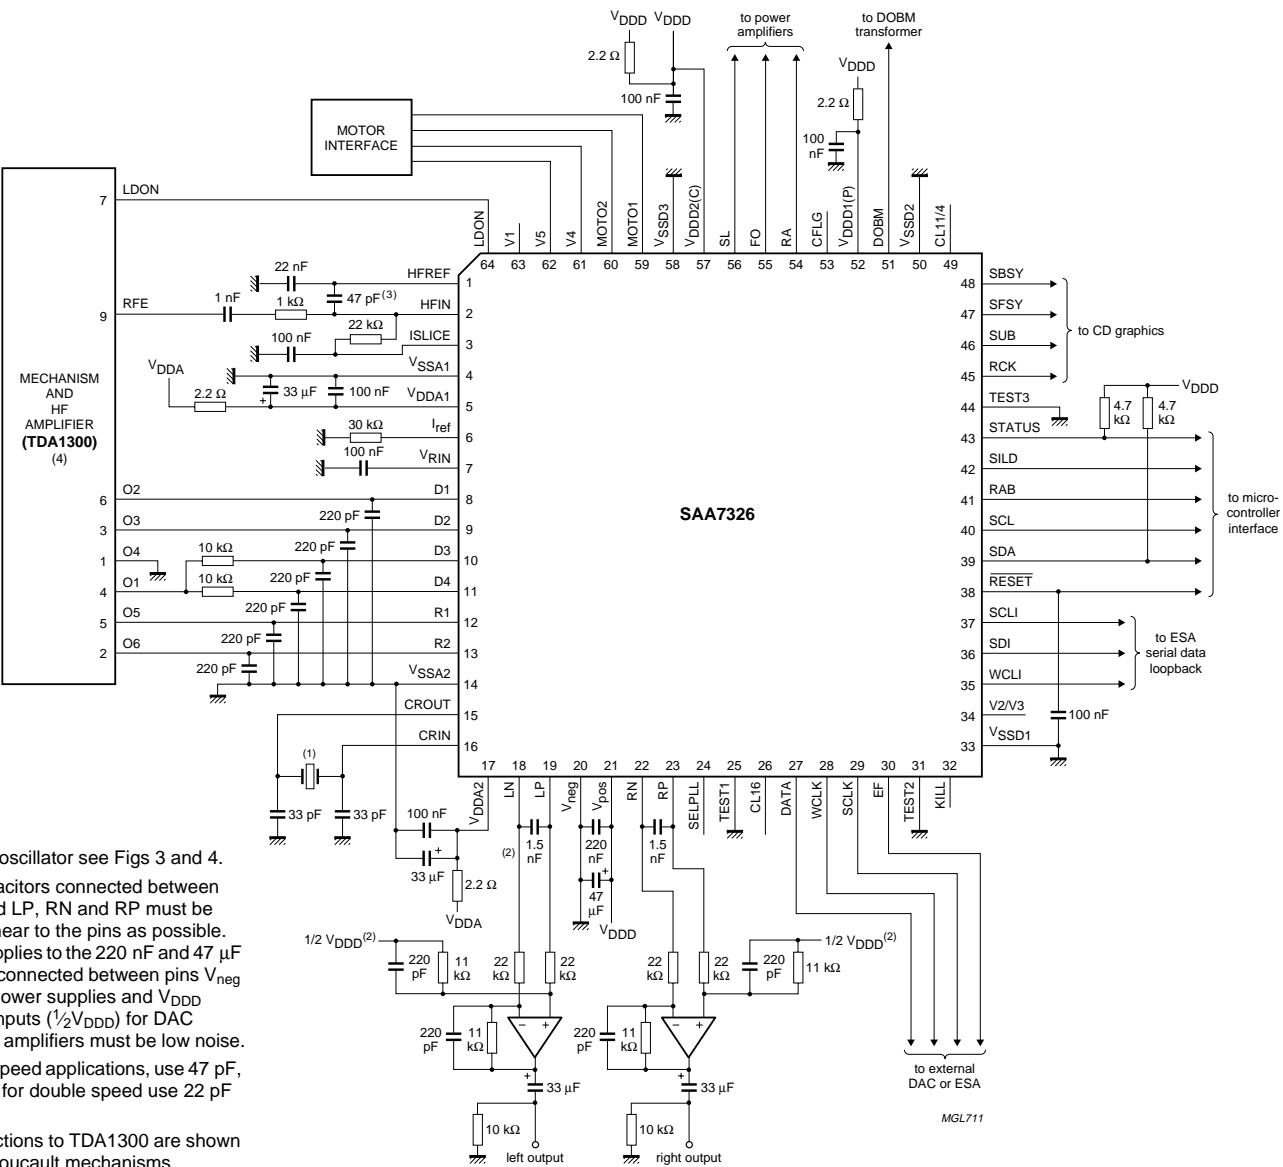 VDDD VDDD
to power
amplifiers
to DOBM
transformer
2.2 Ω
100 nF
VDDD
2.2 Ω
100
nF
MOTOR
INTERFACE
LDON
7
LDON
V1
V5
V4
MOTO2
MOTO1
VSSD3
VDDD2(C)
SL
FO
RA
CFLG
VDDD1(P)
DOBM
VSSD2
CL11/4
64 63 62 61 60 59 58 57 56 55 54 53 52 51 50 49
22 nF
HFREF
1
47 pF(3)
1 nF
RFE
9
1 kΩ
HFIN
2
22 kΩ
100 nF
ISLICE
3
VDDA
VSSA1
4
2.2 Ω
33 μF
+
100 nF
VDDA1
5
30 kΩ
Iref
6
100 nF
VRIN
7
MECHANISM
AND
HF
AMPLIFIER
(TDA1300)
(4)
6
O2
D1
8
220 pF
3
O3
D2
9
220 pF
1
O4
10 kΩ
D3
10
220 pF
4
O1
10 kΩ
D4
11
220 pF
5
O5
R1
12
220 pF
2
O6
R2
13
220 pF
VSSA2
14
CROUT
15
CRIN
16
(1)
33 pF
33 pF
SAA7326
48
SBSY
47
SFSY
46
SUB
45
RCK
to CD graphics
44
TEST3
VDDD
4.7
kΩ
4.7
kΩ
43
STATUS
42
SILD
41
RAB
40
SCL
39
SDA
38
RESET
to micro-
controller
interface
37
SCLI
36
SDI
35
WCLI
to ESA
serial data
loopback
34
V2/V3
100 nF
33
VSSD1
17 18 19 20 21 22 23 24 25 26 27 28 29 30 31 32
VDDA2
LN
LP
Vneg
Vpos
RN
RP
SELPLL
TEST1
CL16
DATA
WCLK
SCLK
EF
TEST2
KILL
100 nF
33 μF
+
2.2 Ω
VDDA
(2)
1.5
nF
220
nF
47
μF
+
VDDD
1.5
nF
1/2 VDDD(2)
220
pF
11
kΩ
22
kΩ
22
kΩ
22
kΩ
22
kΩ
220
pF
11 kΩ
1/2 VDDD(2)
220
pF
11
kΩ
− +
220
pF
11
kΩ
− +
+
33 μF
10 kΩ
left output
+
33 μF
10 kΩ
right output
to external
DAC or ESA
MGL711
oscillator see Figs 3 and 4.
acitors connected between
d LP, RN and RP must be
near to the pins as possible.
pplies to the 220 nF and 47 μF
connected between pins Vneg
power supplies and VDDD
nputs (½VDDD) for DAC
amplifiers must be low noise.
peed applications, use 47 pF,
for double speed use 22 pF
ctions to TDA1300 are shown
oucault mechanisms